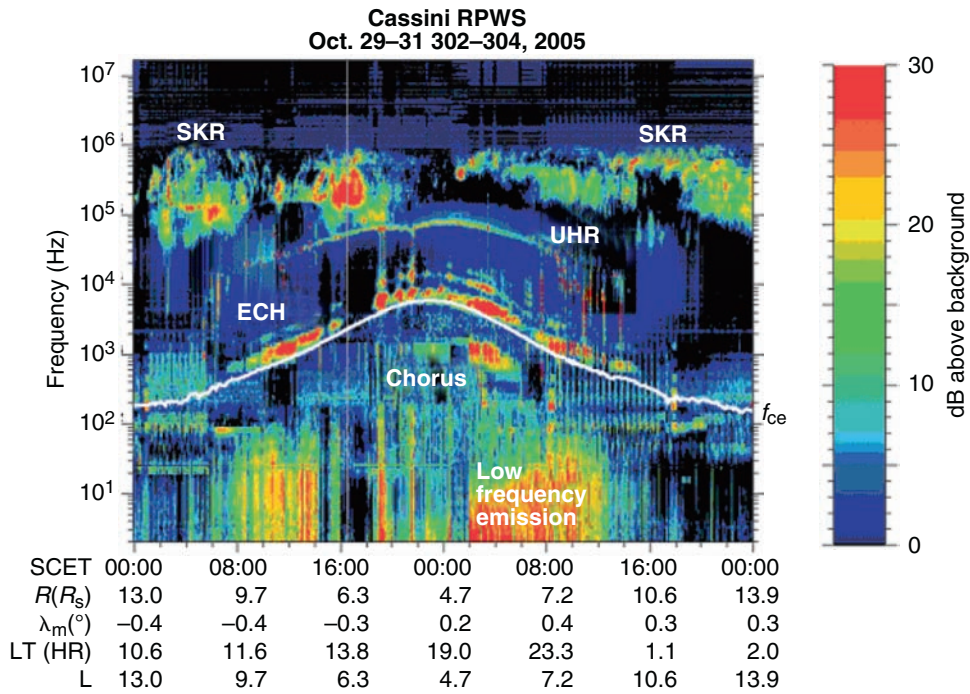 Cassini RPWS
Oct. 29–31 302–304, 2005
10⁷
10⁶
10⁵
10⁴
10³
10²
10¹
Frequency (Hz)
SKR
SKR
UHR
ECH
Chorus
Low
frequency
emission
fce
30
20
10
0
dB above background
SCET 00:00 08:00 16:00 00:00 08:00 16:00 00:00
R(Rs) 13.0 9.7 6.3 4.7 7.2 10.6 13.9
λm(°) –0.4 –0.4 –0.3 0.2 0.4 0.3 0.3
LT (HR) 10.6 11.6 13.8 19.0 23.3 1.1 2.0
L 13.0 9.7 6.3 4.7 7.2 10.6 13.9